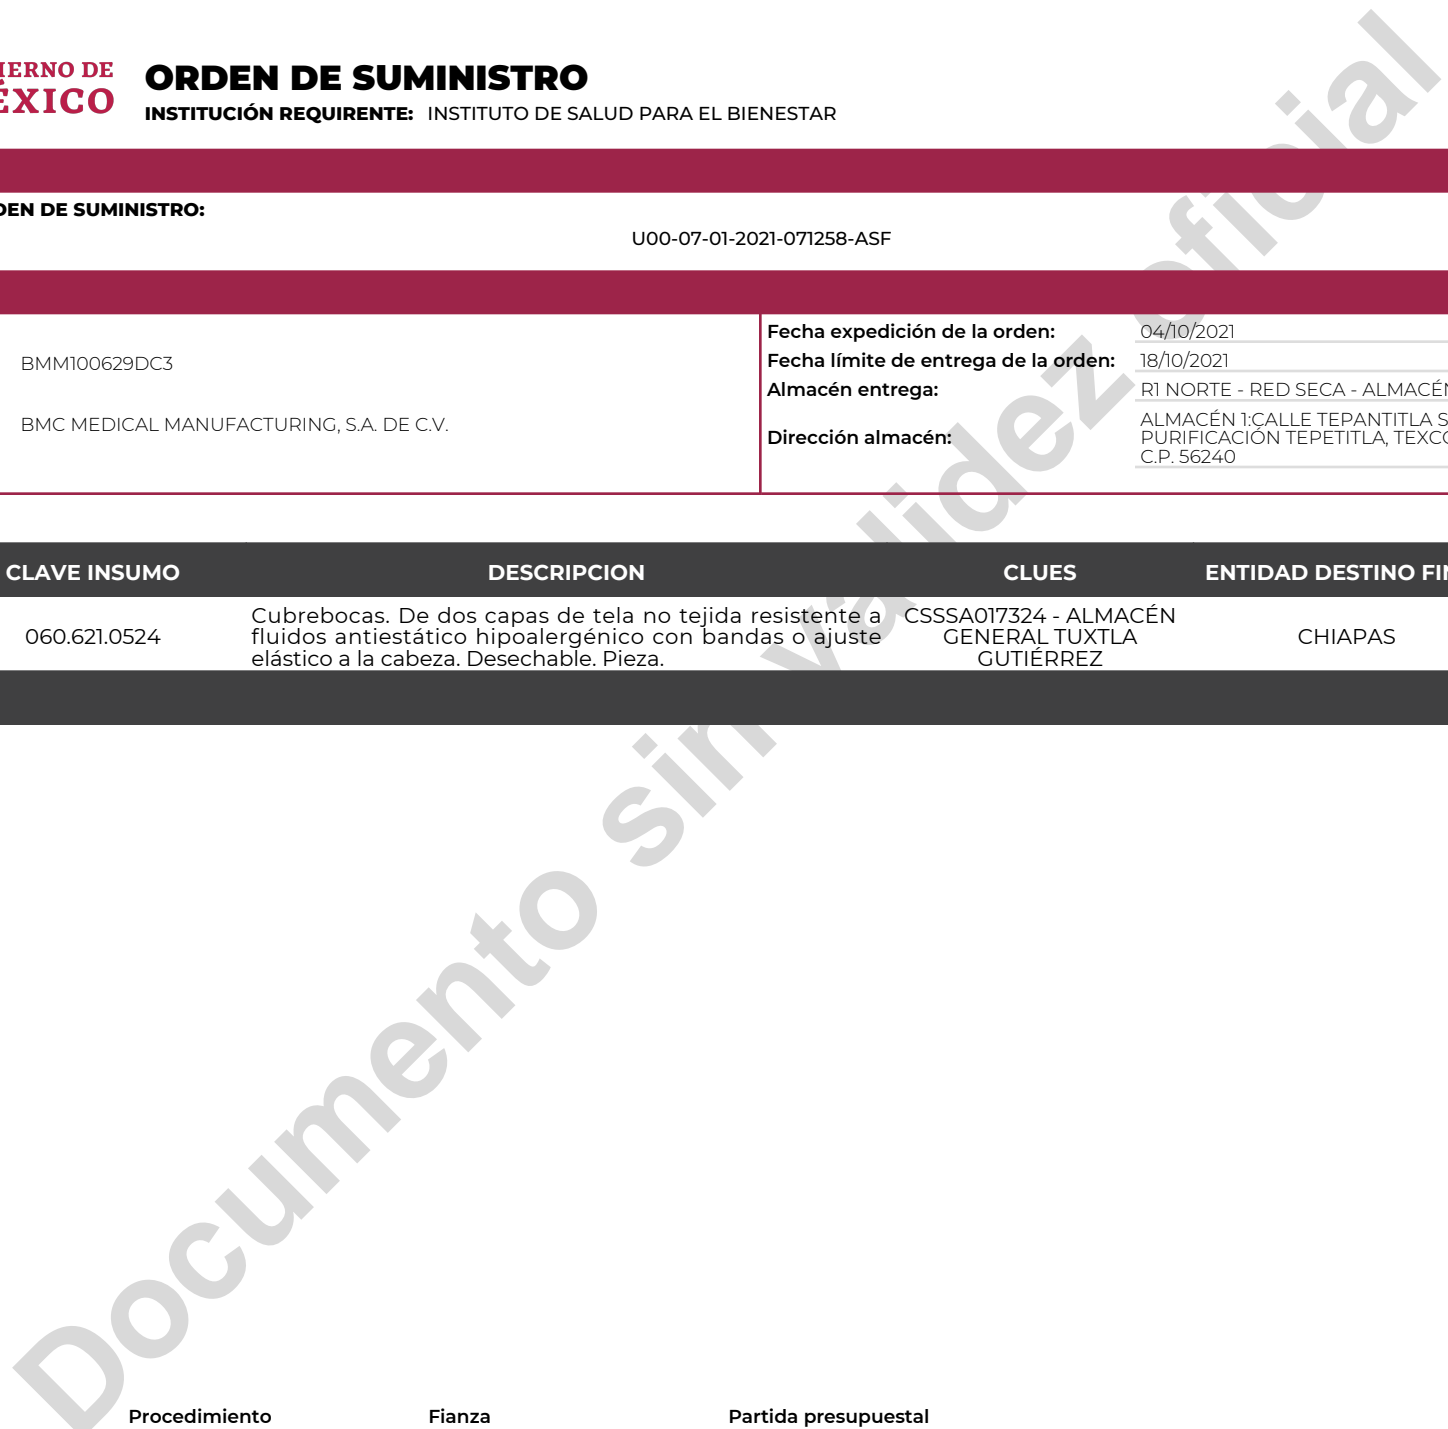 IERNO DE
ÉXICO
ORDEN DE SUMINISTRO
INSTITUCIÓN REQUIRENTE: INSTITUTO DE SALUD PARA EL BIENESTAR
DEN DE SUMINISTRO:
U00-07-01-2021-071258-ASF
BMM100629DC3
BMC MEDICAL MANUFACTURING, S.A. DE C.V.
Fecha expedición de la orden: 04/10/2021
Fecha límite de entrega de la orden: 18/10/2021
Almacén entrega: R1 NORTE - RED SECA - ALMACÉN
Dirección almacén: ALMACÉN 1:CALLE TEPANTITLA S
PURIFICACIÓN TEPETITLA, TEXCO
C.P. 56240
CLAVE INSUMO DESCRIPCION CLUES ENTIDAD DESTINO FIN
060.621.0524
Cubrebocas. De dos capas de tela no tejida resistente a
fluidos antiestático hipoalergénico con bandas o ajuste
elástico a la cabeza. Desechable. Pieza.
CSSSA017324 - ALMACÉN
GENERAL TUXTLA
GUTIÉRREZ
CHIAPAS
Documento sin validez oficial
Procedimiento Fianza Partida presupuestal